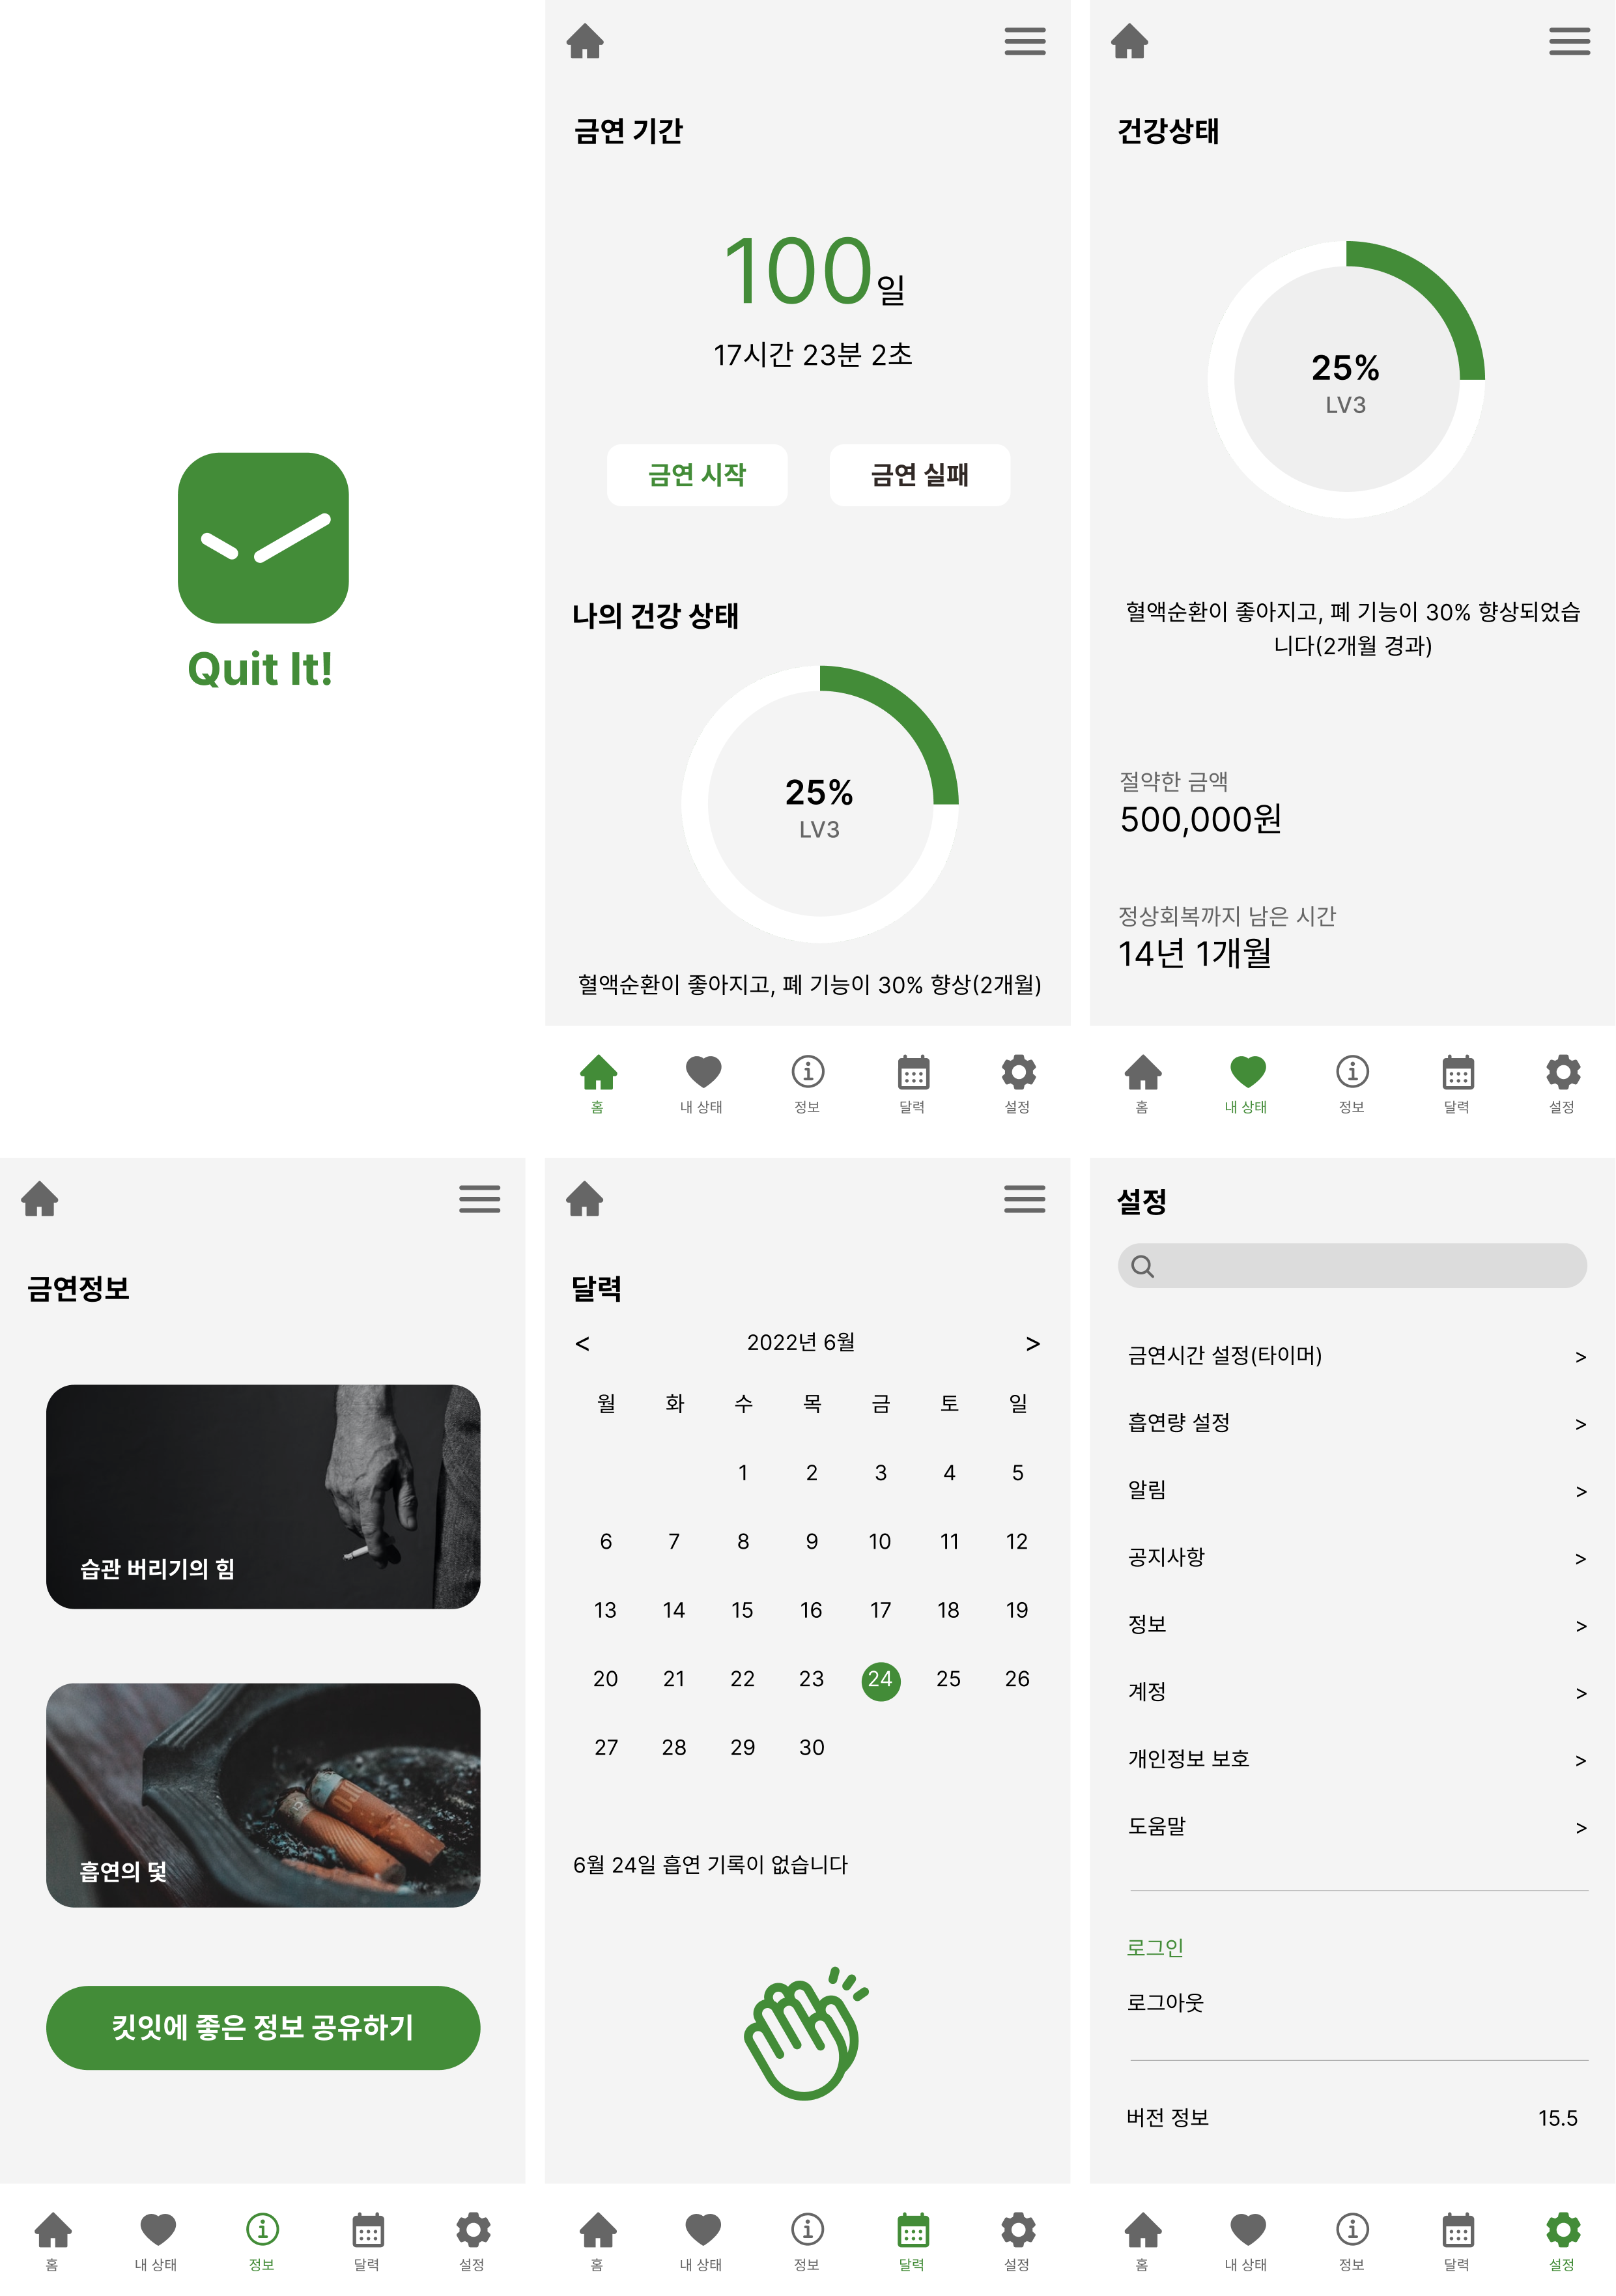 Quit It!
금연 기간
100일
17시간 23분 2초
금연 시작
금연 실패
나의 건강 상태
25%
LV3
혈액순환이 좋아지고, 폐 기능이 30% 향상(2개월)
홈
내 상태
정보
달력
설정
건강상태
25%
LV3
혈액순환이 좋아지고, 폐 기능이 30% 향상되었습
니다(2개월 경과)
절약한 금액
500,000원
정상회복까지 남은 시간
14년 1개월
홈
내 상태
정보
달력
설정
금연정보
습관 버리기의 힘
흡연의 덫
킷잇에 좋은 정보 공유하기
홈
내 상태
정보
달력
설정
달력
< 2022년 6월 >
월 화 수 목 금 토 일
1 2 3 4 5
6 7 8 9 10 11 12
13 14 15 16 17 18 19
20 21 22 23 24 25 26
27 28 29 30
6월 24일 흡연 기록이 없습니다
홈
내 상태
정보
달력
설정
설정
금연시간 설정(타이머) >
흡연량 설정 >
알림 >
공지사항 >
정보 >
계정 >
개인정보 보호 >
도움말 >
로그인
로그아웃
버전 정보 15.5
홈
내 상태
정보
달력
설정